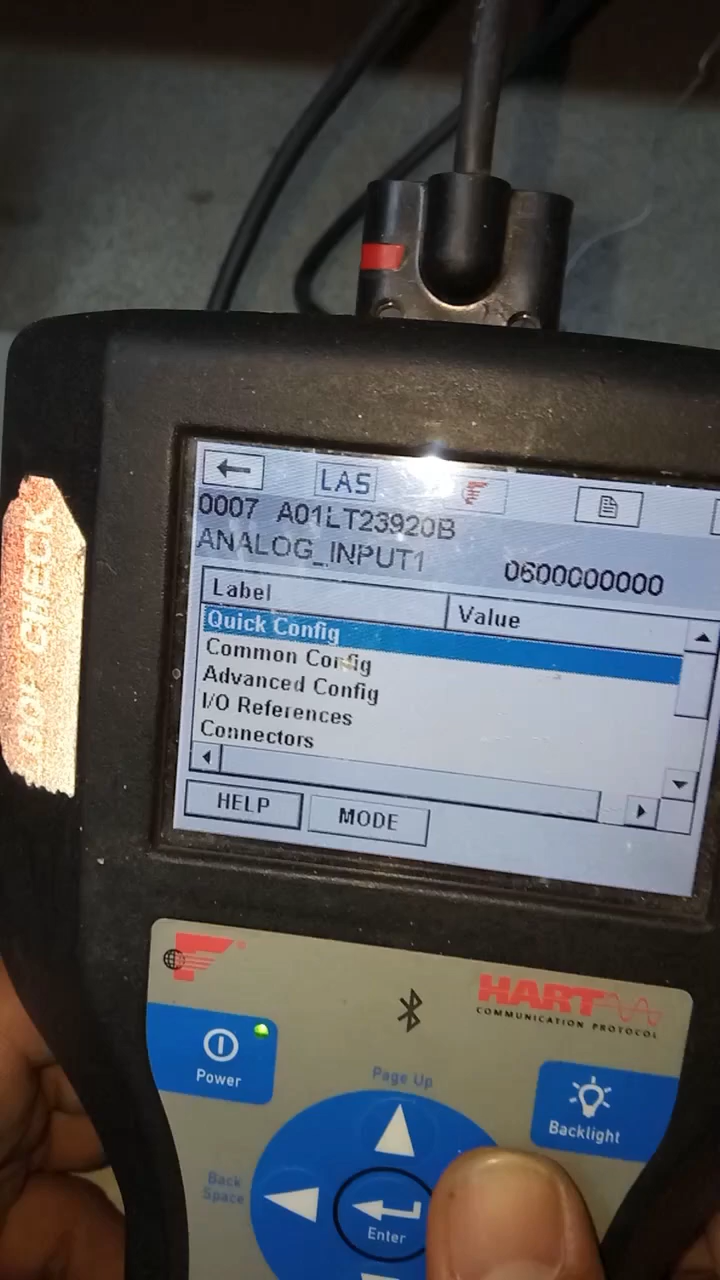 LAS
0007 A01LT23920B
ANALOG_INPUT1 0600000000
Label Value
Quick Config
Common Config
Advanced Config
I/O References
Connectors
HELP MODE
HART
COMMUNICATION PROTOCOL
Power
Page Up
Backlight
Back
Space
Enter
CHECK